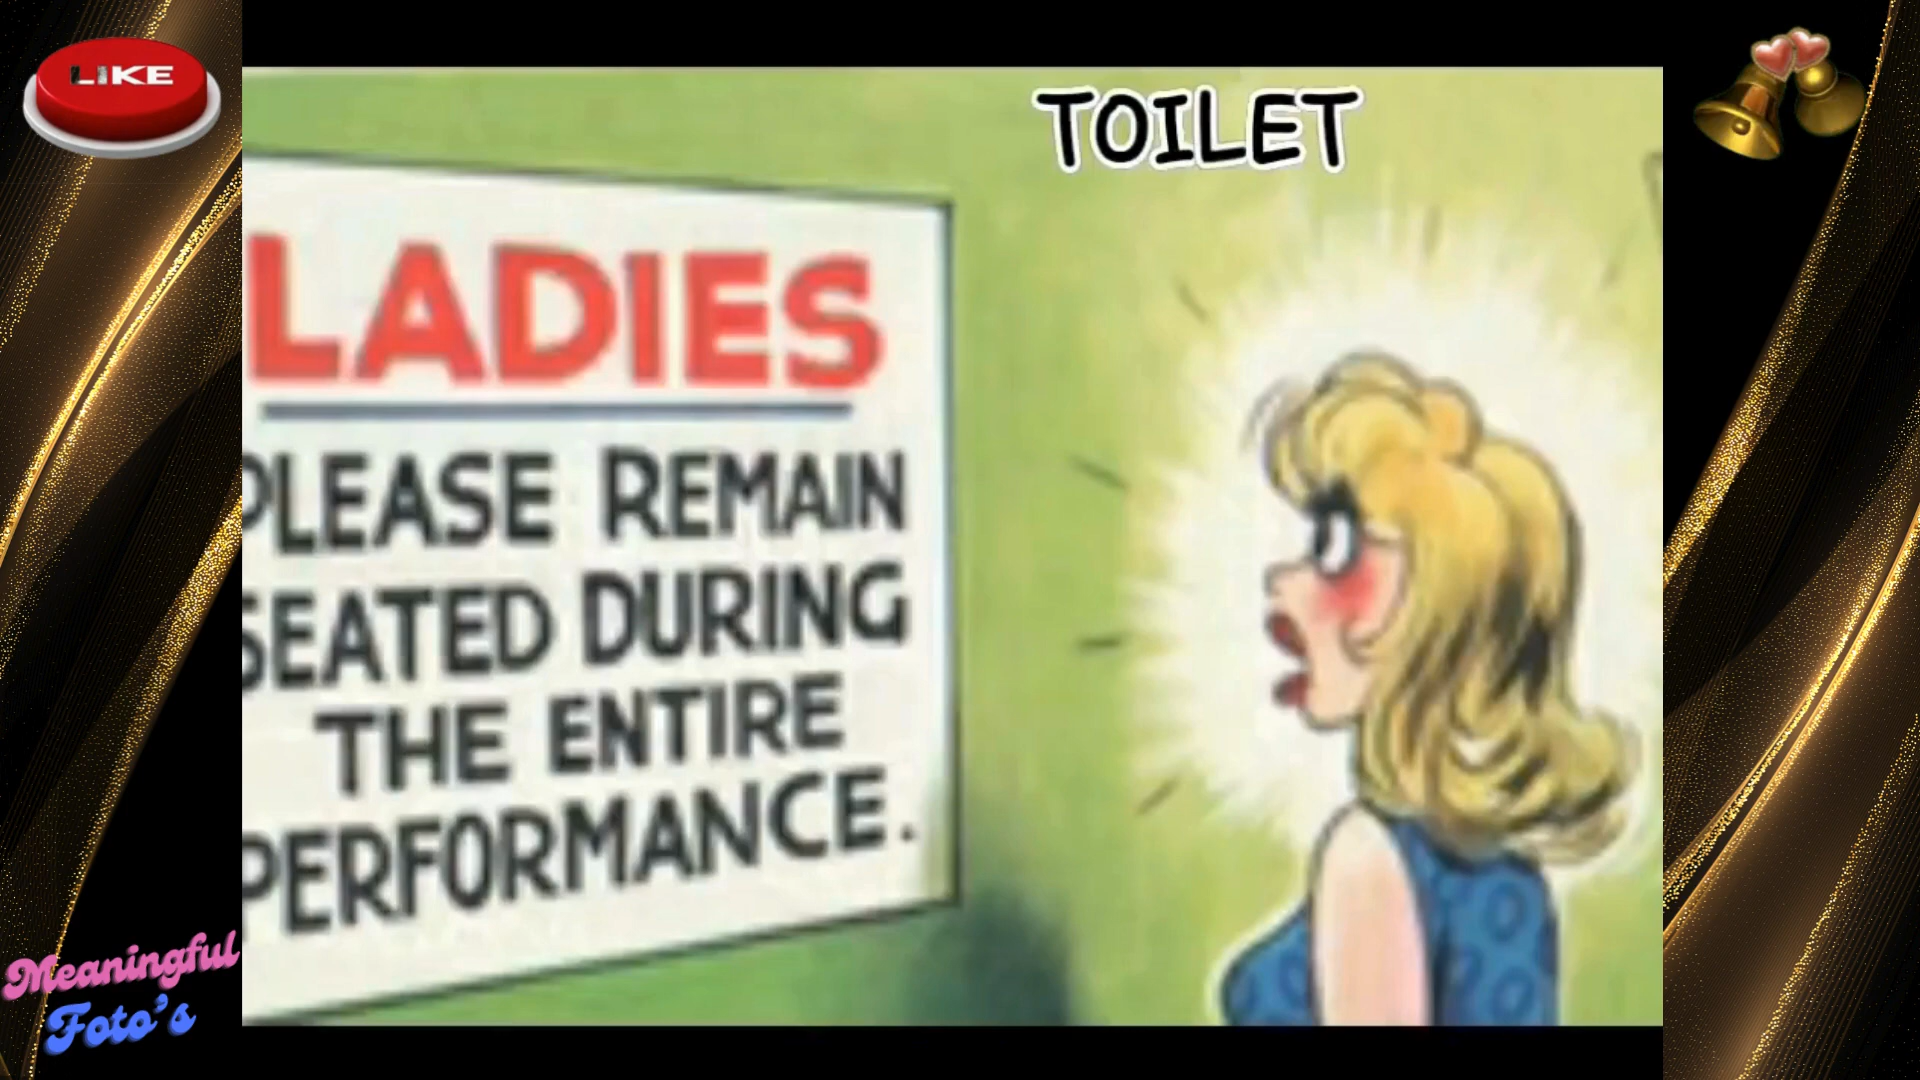 LIKE
TOILET
LADIES
PLEASE REMAIN
SEATED DURING
THE ENTIRE
PERFORMANCE.
Meaningful
Foto's